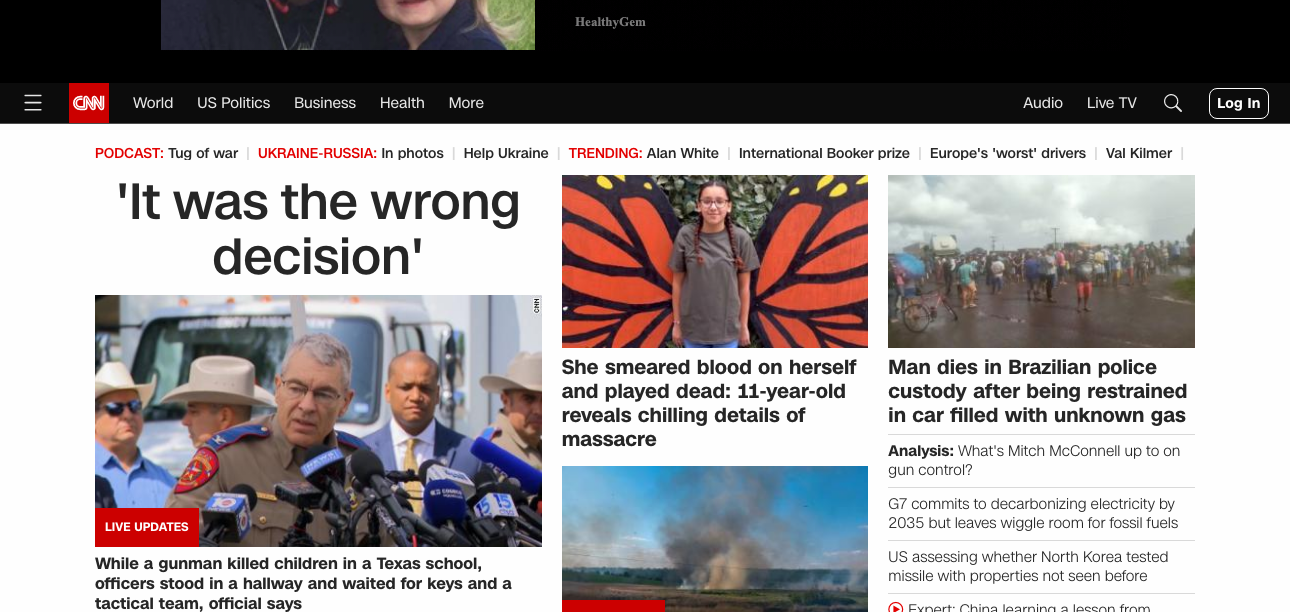 HealthyGem
CNN World US Politics Business Health More Audio Live TV Log In
PODCAST: Tug of war | UKRAINE-RUSSIA: In photos | Help Ukraine | TRENDING: Alan White | International Booker prize | Europe's 'worst' drivers | Val Kilmer |
'It was the wrong
decision'
CNN
LIVE UPDATES
While a gunman killed children in a Texas school,
officers stood in a hallway and waited for keys and a
tactical team, official says
She smeared blood on herself
and played dead: 11-year-old
reveals chilling details of
massacre
Man dies in Brazilian police
custody after being restrained
in car filled with unknown gas
Analysis: What's Mitch McConnell up to on
gun control?
G7 commits to decarbonizing electricity by
2035 but leaves wiggle room for fossil fuels
US assessing whether North Korea tested
missile with properties not seen before
Expert: China learning a lesson from